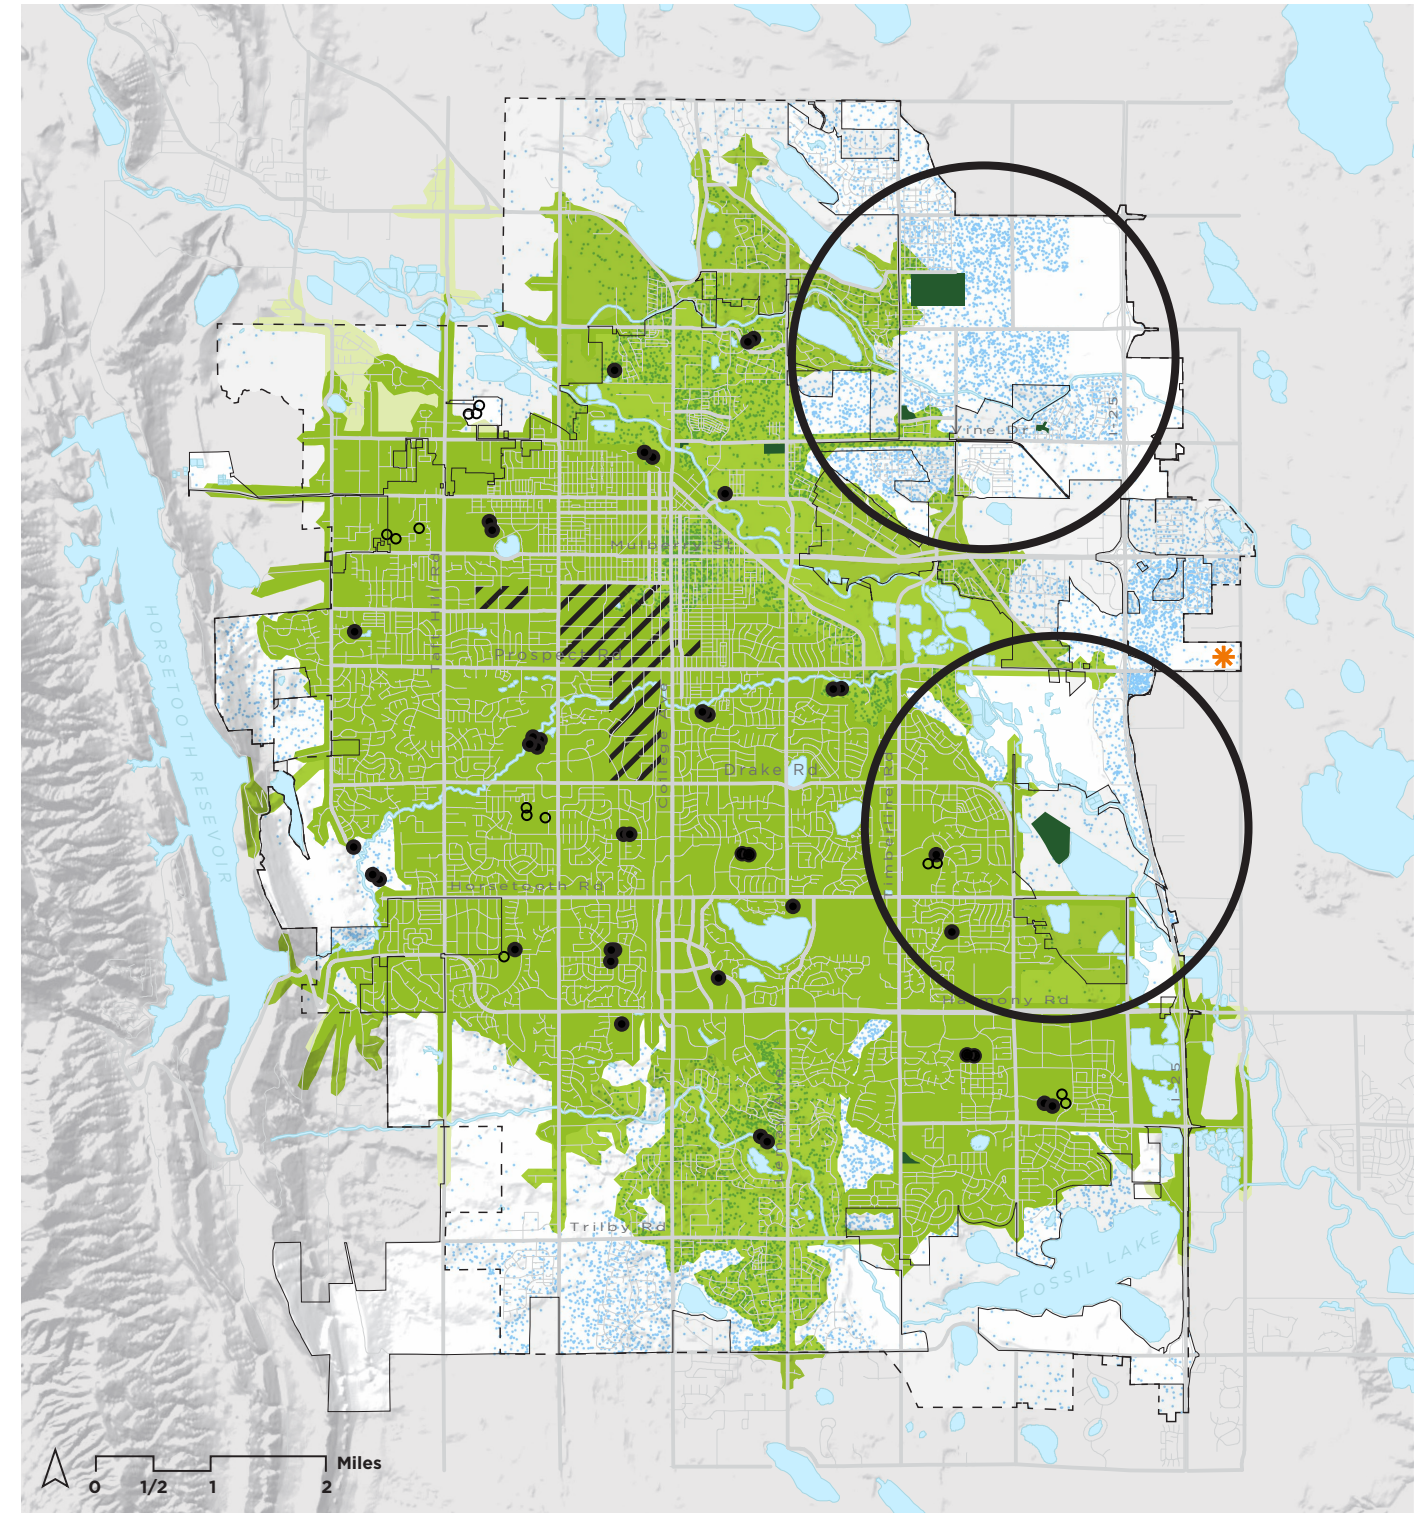 I-25
Vine Dr
Mulberry St
Taft Hill Rd
HORSETOOTH RESEVOIR
Prospect Rd
College Ave
Drake Rd
Timberline Rd
Horsetooth Rd
Harmony Rd
I-25
Lemay Ave
Trilby Rd
FOSSIL LAKE
Miles
0 1/2 1 2